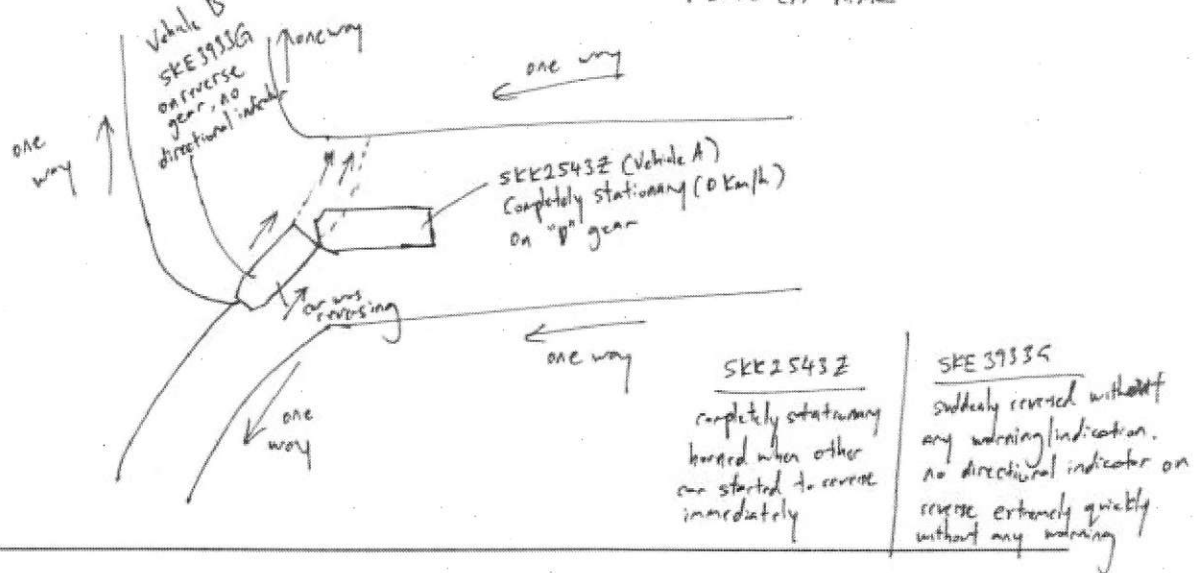 Vehicle B
SKE3933G
on reverse
gear, no
directional indicator
one way
one way
one
way
SKK2543Z (Vehicle A)
Completely stationary (0 Km/h)
On "D" gear
car was
reversing
one way
one
way
SKK2543Z
completely stationary
horned when other
car started to reverse
immediately
SKE3933G
suddenly reversed without
any warning/indication.
no directional indicator on
reverse extremely quickly
without any warning